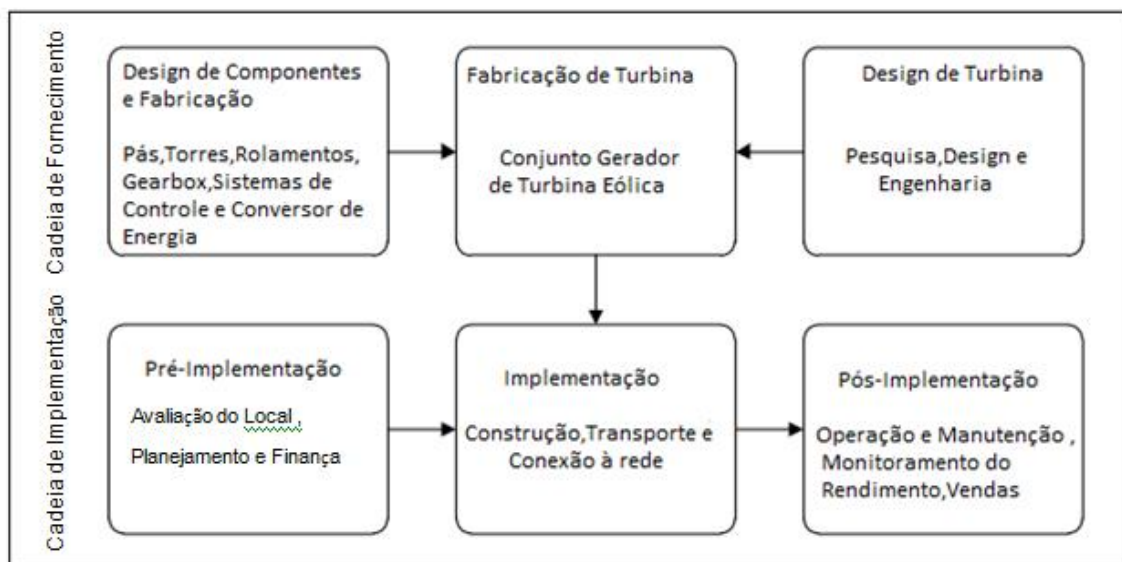 Cadeia de Fornecimento
Design de Componentes
e Fabricação
Pás,Torres,Rolamentos,
Gearbox,Sistemas de
Controle e Conversor de
Energia
Fabricação de Turbina
Conjunto Gerador
de Turbina Eólica
Design de Turbina
Pesquisa,Design e
Engenharia
Cadeia de Implementação
Pré-Implementação
Avaliação do Local ,
Planejamento e Finança
Implementação
Construção,Transporte e
Conexão à rede
Pós-Implementação
Operação e Manutenção ,
Monitoramento do
Rendimento,Vendas